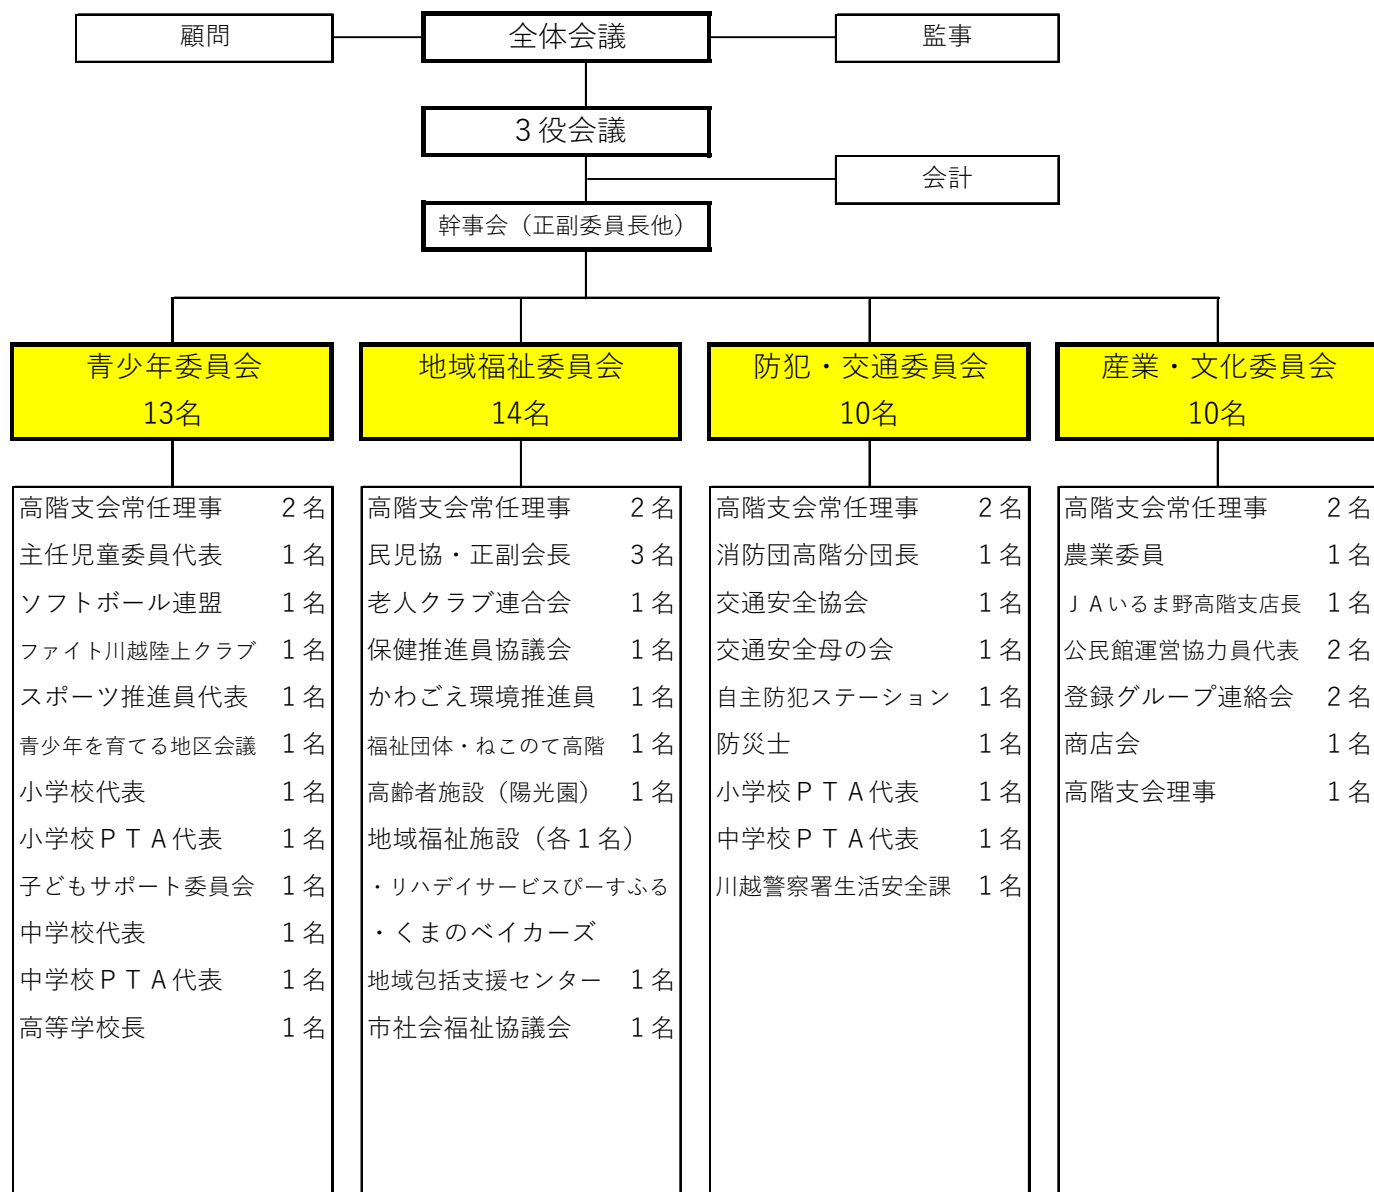 顧問
全体会議
監事
３役会議
会計
幹事会（正副委員長他）
青少年委員会
13名
地域福祉委員会
14名
防犯・交通委員会
10名
産業・文化委員会
10名
高階支会常任理事 ２名
主任児童委員代表 １名
ソフトボール連盟 １名
ファイト川越陸上クラブ １名
スポーツ推進員代表 １名
青少年を育てる地区会議 １名
小学校代表 １名
小学校ＰＴＡ代表 １名
子どもサポート委員会 １名
中学校代表 １名
中学校ＰＴＡ代表 １名
高等学校長 １名
高階支会常任理事 ２名
民児協・正副会長 ３名
老人クラブ連合会 １名
保健推進員協議会 １名
かわごえ環境推進員 １名
福祉団体・ねこのて高階 １名
高齢者施設（陽光園） １名
地域福祉施設（各１名）
・リハデイサービスぴーすふる
・くまのベイカーズ
地域包括支援センター １名
市社会福祉協議会 １名
高階支会常任理事 ２名
消防団高階分団長 １名
交通安全協会 １名
交通安全母の会 １名
自主防犯ステーション １名
防災士 １名
小学校ＰＴＡ代表 １名
中学校ＰＴＡ代表 １名
川越警察署生活安全課 １名
高階支会常任理事 ２名
農業委員 １名
ＪＡいるま野高階支店長 １名
公民館運営協力員代表 ２名
登録グループ連絡会 ２名
商店会 １名
高階支会理事 １名